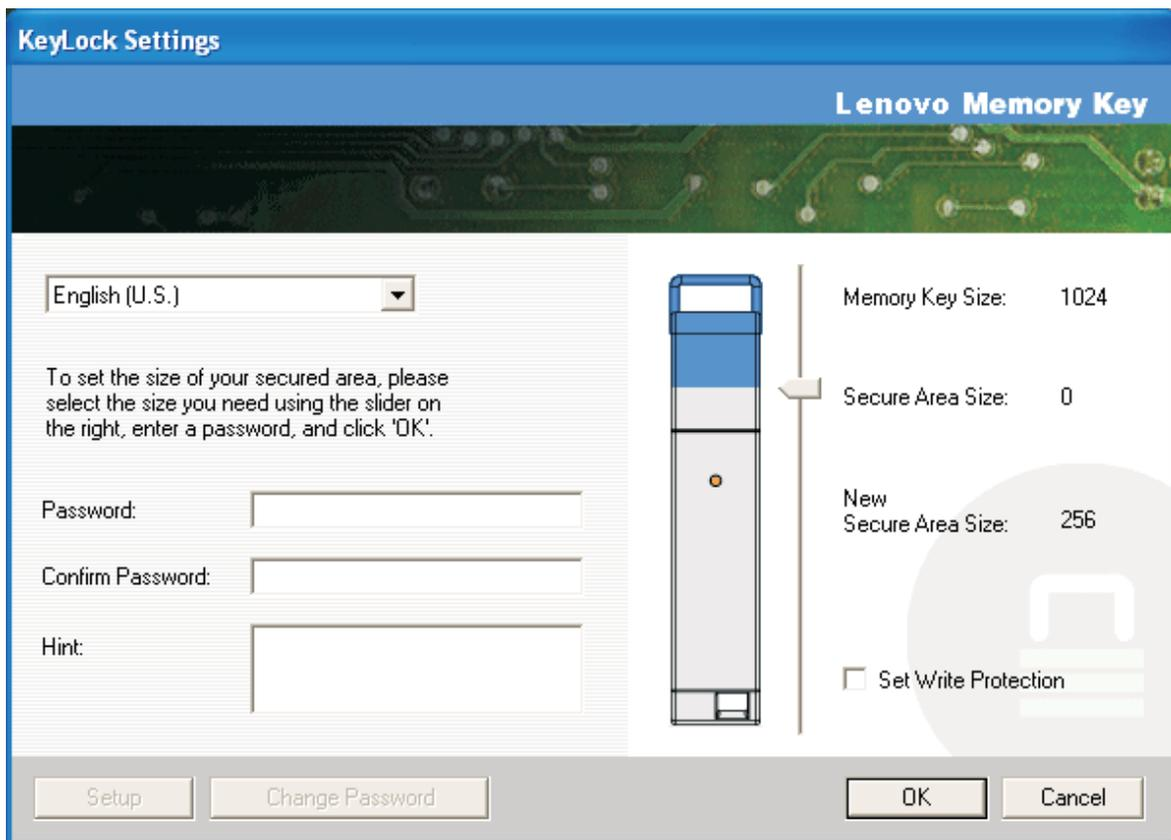 KeyLock Settings
Lenovo Memory Key
English (U.S.)
To set the size of your secured area, please
select the size you need using the slider on
the right, enter a password, and click 'OK'.
Password:
Confirm Password:
Hint:
Memory Key Size: 1024
Secure Area Size: 0
New
Secure Area Size: 256
Set Write Protection
Setup
Change Password
OK
Cancel